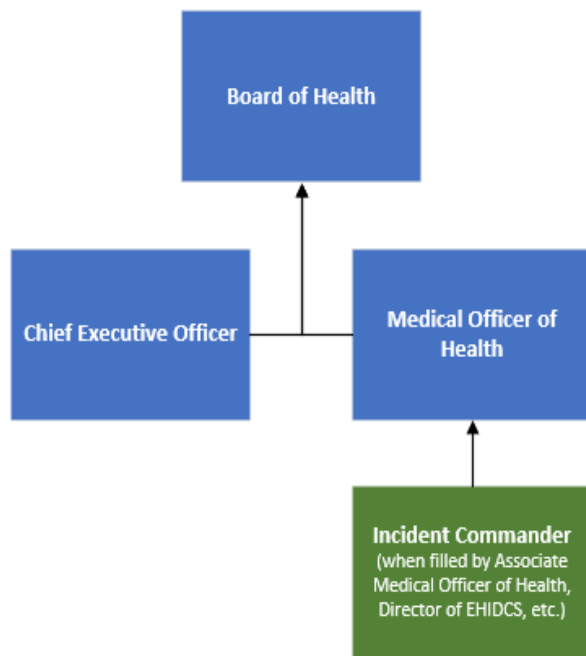 Board of Health
Chief Executive Officer
Medical Officer of
Health
Incident Commander
(when filled by Associate
Medical Officer of Health,
Director of EHIDCS, etc.)